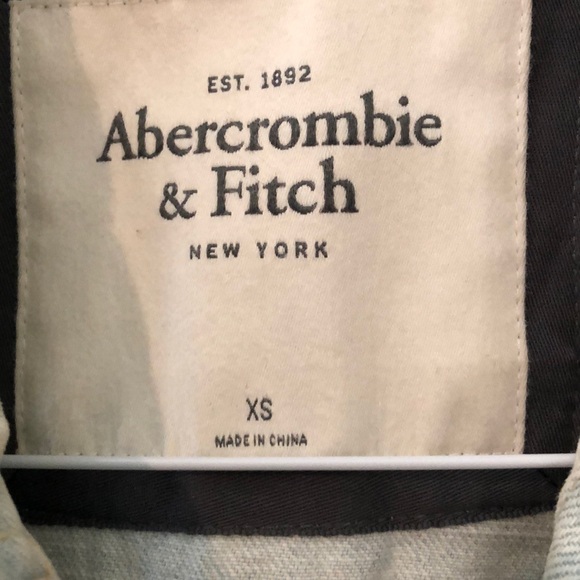 EST. 1892
Abercrombie
& Fitch
NEW YORK
XS
MADE IN CHINA